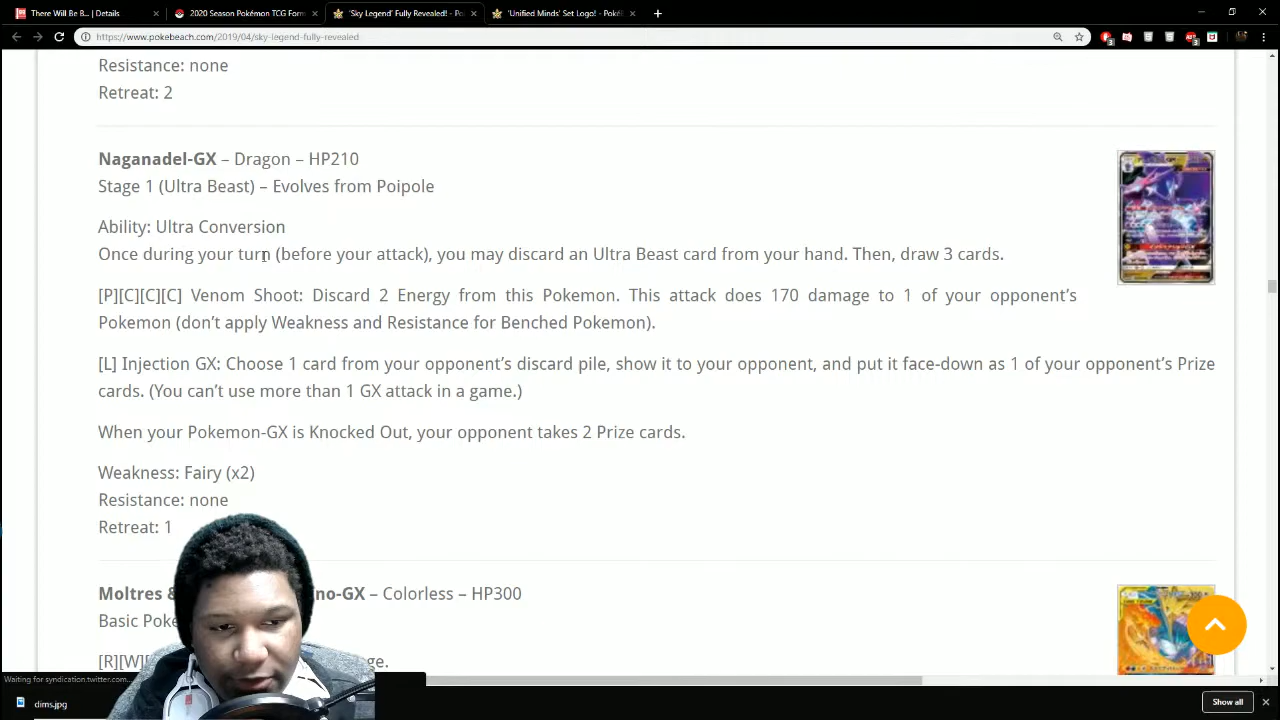 There Will Be B... | Details
2020 Season Pokémon TCG Form
'Sky Legend' Fully Revealed! - Po
'Unified Minds' Set Logo! - Poké
https://www.pokebeach.com/2019/04/sky-legend-fully-revealed
Resistance: none
Retreat: 2
Naganadel-GX – Dragon – HP210
Stage 1 (Ultra Beast) – Evolves from Poipole
Ability: Ultra Conversion
Once during your turn (before your attack), you may discard an Ultra Beast card from your hand. Then, draw 3 cards.
[P][C][C][C] Venom Shoot: Discard 2 Energy from this Pokemon. This attack does 170 damage to 1 of your opponent's
Pokemon (don't apply Weakness and Resistance for Benched Pokemon).
[L] Injection GX: Choose 1 card from your opponent's discard pile, show it to your opponent, and put it face-down as 1 of your opponent's Prize
cards. (You can't use more than 1 GX attack in a game.)
When your Pokemon-GX is Knocked Out, your opponent takes 2 Prize cards.
Weakness: Fairy (x2)
Resistance: none
Retreat: 1
Moltres & no-GX – Colorless – HP300
Basic Poke
[R][W] ge.
Waiting for syndication.twitter.com...
dims.jpg
Show all